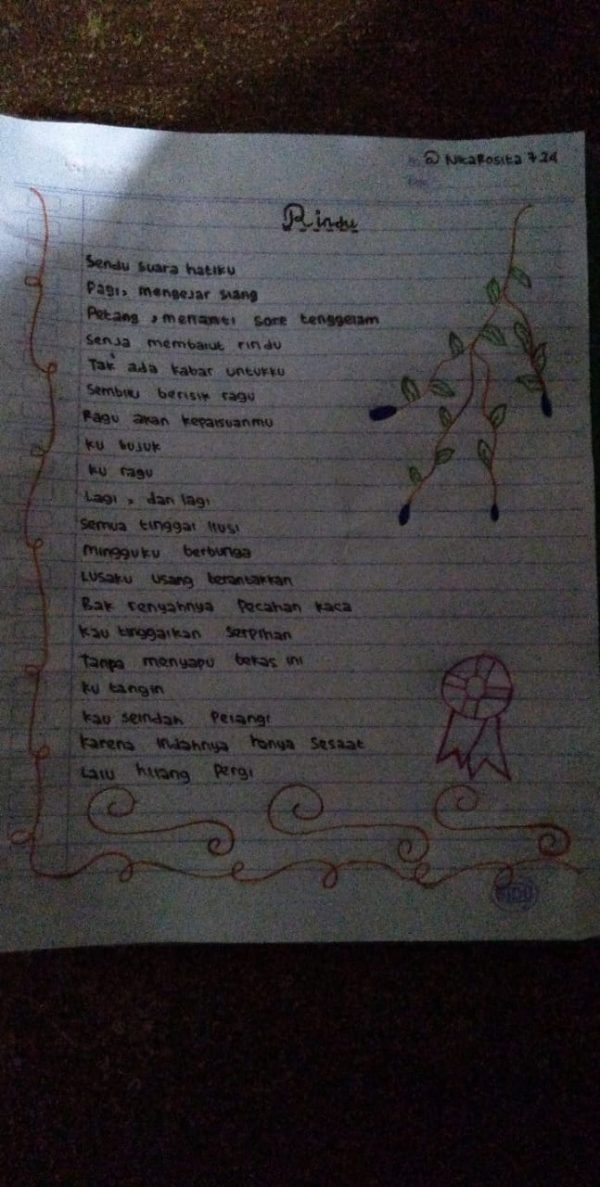 @ NikaRosita 724
Rindu
Sendu suara hatiku
Pagi, mengejar siang
Petang, menanti sore tenggelam
Senja membalut rindu
Tak ada kabar untukku
Sembilu berisik ragu
Ragu akan kepalsuanmu
Ku bujuk
Ku ragu
Lagi, dan lagi
Semua tinggal ilusi
Mingguku berbunga
Lusaku usang berantakkan
Bak renyahnya pecahan kaca
Kau tinggalkan serpihan
Tanpa menyapu bekas ini
Ku tangin
Kau seindah pelangi
Karena indahnya hanya sesaat
Lalu hilang pergi